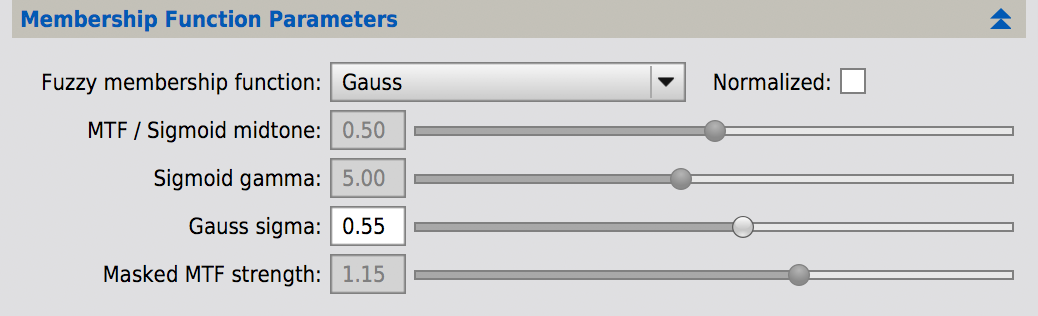 Membership Function Parameters
Fuzzy membership function: Gauss Normalized:
MTF / Sigmoid midtone: 0.50
Sigmoid gamma: 5.00
Gauss sigma: 0.55
Masked MTF strength: 1.15